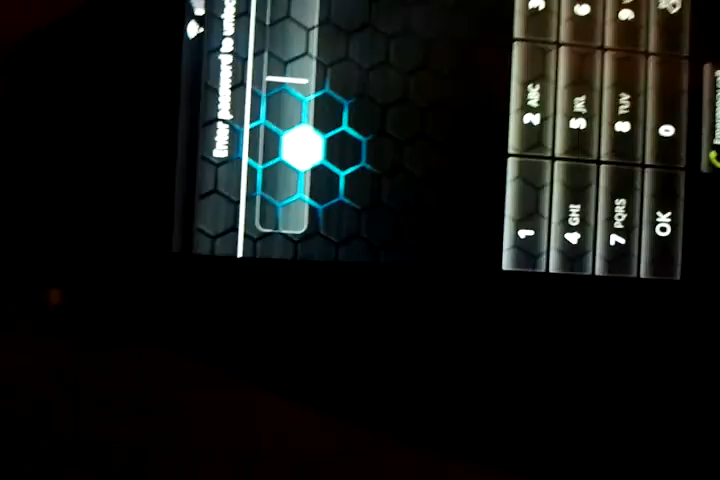 Enter password to unlock
1
2 ABC
3
4 GHI
5 JKL
6
7 PQRS
8 TUV
9
OK
0